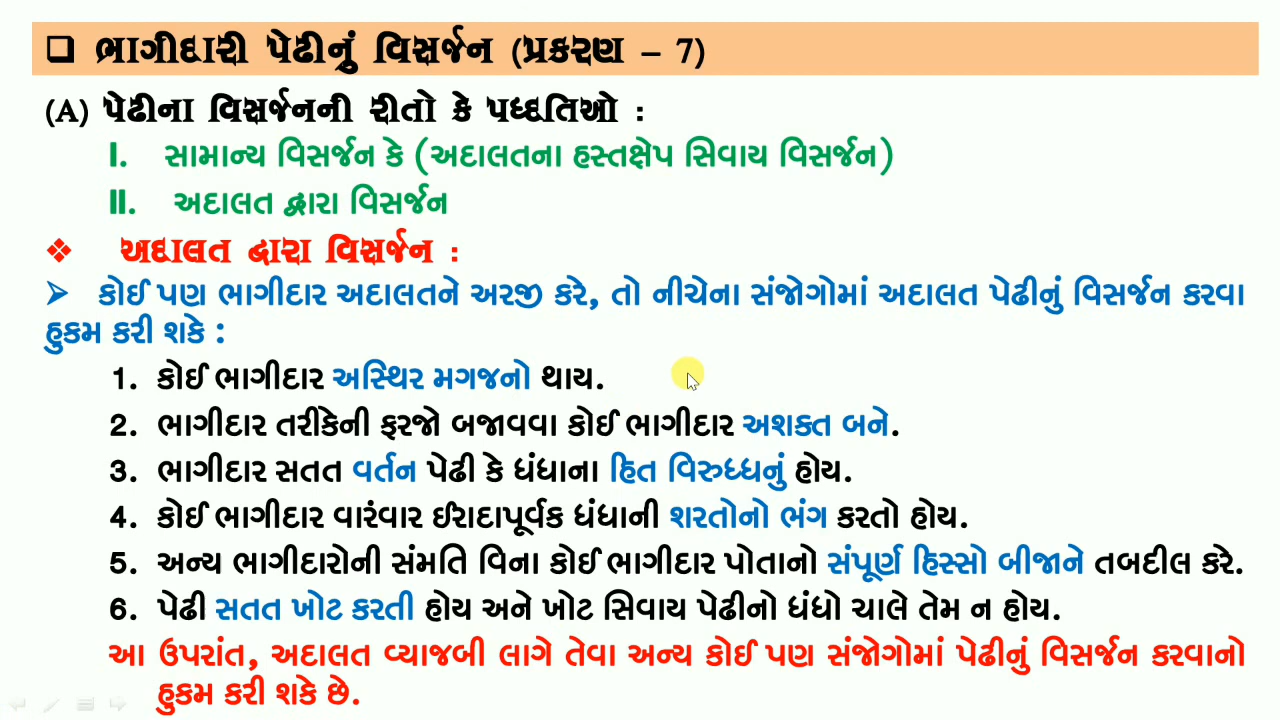 ❑ ભાગીદારી પેઢીનું વિસર્જન (પ્રકરણ – 7)
(A) પેઢીના વિસર્જનની રીતો કે પધ્દતિઓ :
I. સામાન્ય વિસર્જન કે (અદાલતના હસ્તક્ષેપ સિવાય વિસર્જન)
II. અદાલત દ્વારા વિસર્જન
❖ અદાલત દ્વારા વિસર્જન :
➢ કોઈ પણ ભાગીદાર અદાલતને અરજી કરે, તો નીચેના સંજોગોમાં અદાલત પેઢીનું વિસર્જન કરવા
હુકમ કરી શકે :
1. કોઈ ભાગીદાર અસ્થિર મગજનો થાય.
2. ભાગીદાર તરીકેની ફરજો બજાવવા કોઈ ભાગીદાર અશક્ત બને.
3. ભાગીદાર સતત વર્તન પેઢી કે ધંધાના હિત વિરુધ્ધનું હોય.
4. કોઈ ભાગીદાર વારંવાર ઈરાદાપૂર્વક ધંધાની શરતોનો ભંગ કરતો હોય.
5. અન્ય ભાગીદારોની સંમતિ વિના કોઈ ભાગીદાર પોતાનો સંપૂર્ણ હિસ્સો બીજાને તબદીલ કરે.
6. પેઢી સતત ખોટ કરતી હોય અને ખોટ સિવાય પેઢીનો ધંધો ચાલે તેમ ન હોય.
આ ઉપરાંત, અદાલત વ્યાજબી લાગે તેવા અન્ય કોઈ પણ સંજોગોમાં પેઢીનું વિસર્જન કરવાનો
હુકમ કરી શકે છે.